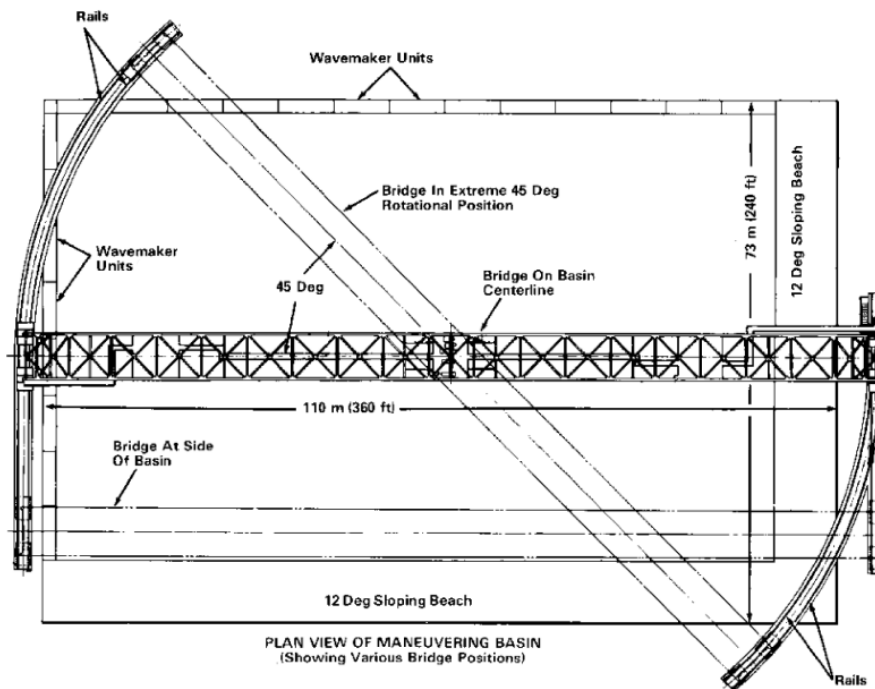 Rails
Wavemaker Units
Bridge In Extreme 45 Deg
Rotational Position
73 m (240 ft)
12 Deg Sloping Beach
Wavemaker
Units
45 Deg
Bridge On Basin
Centerline
110 m (360 ft)
Bridge At Side
Of Basin
12 Deg Sloping Beach
PLAN VIEW OF MANEUVERING BASIN
(Showing Various Bridge Positions)
Rails